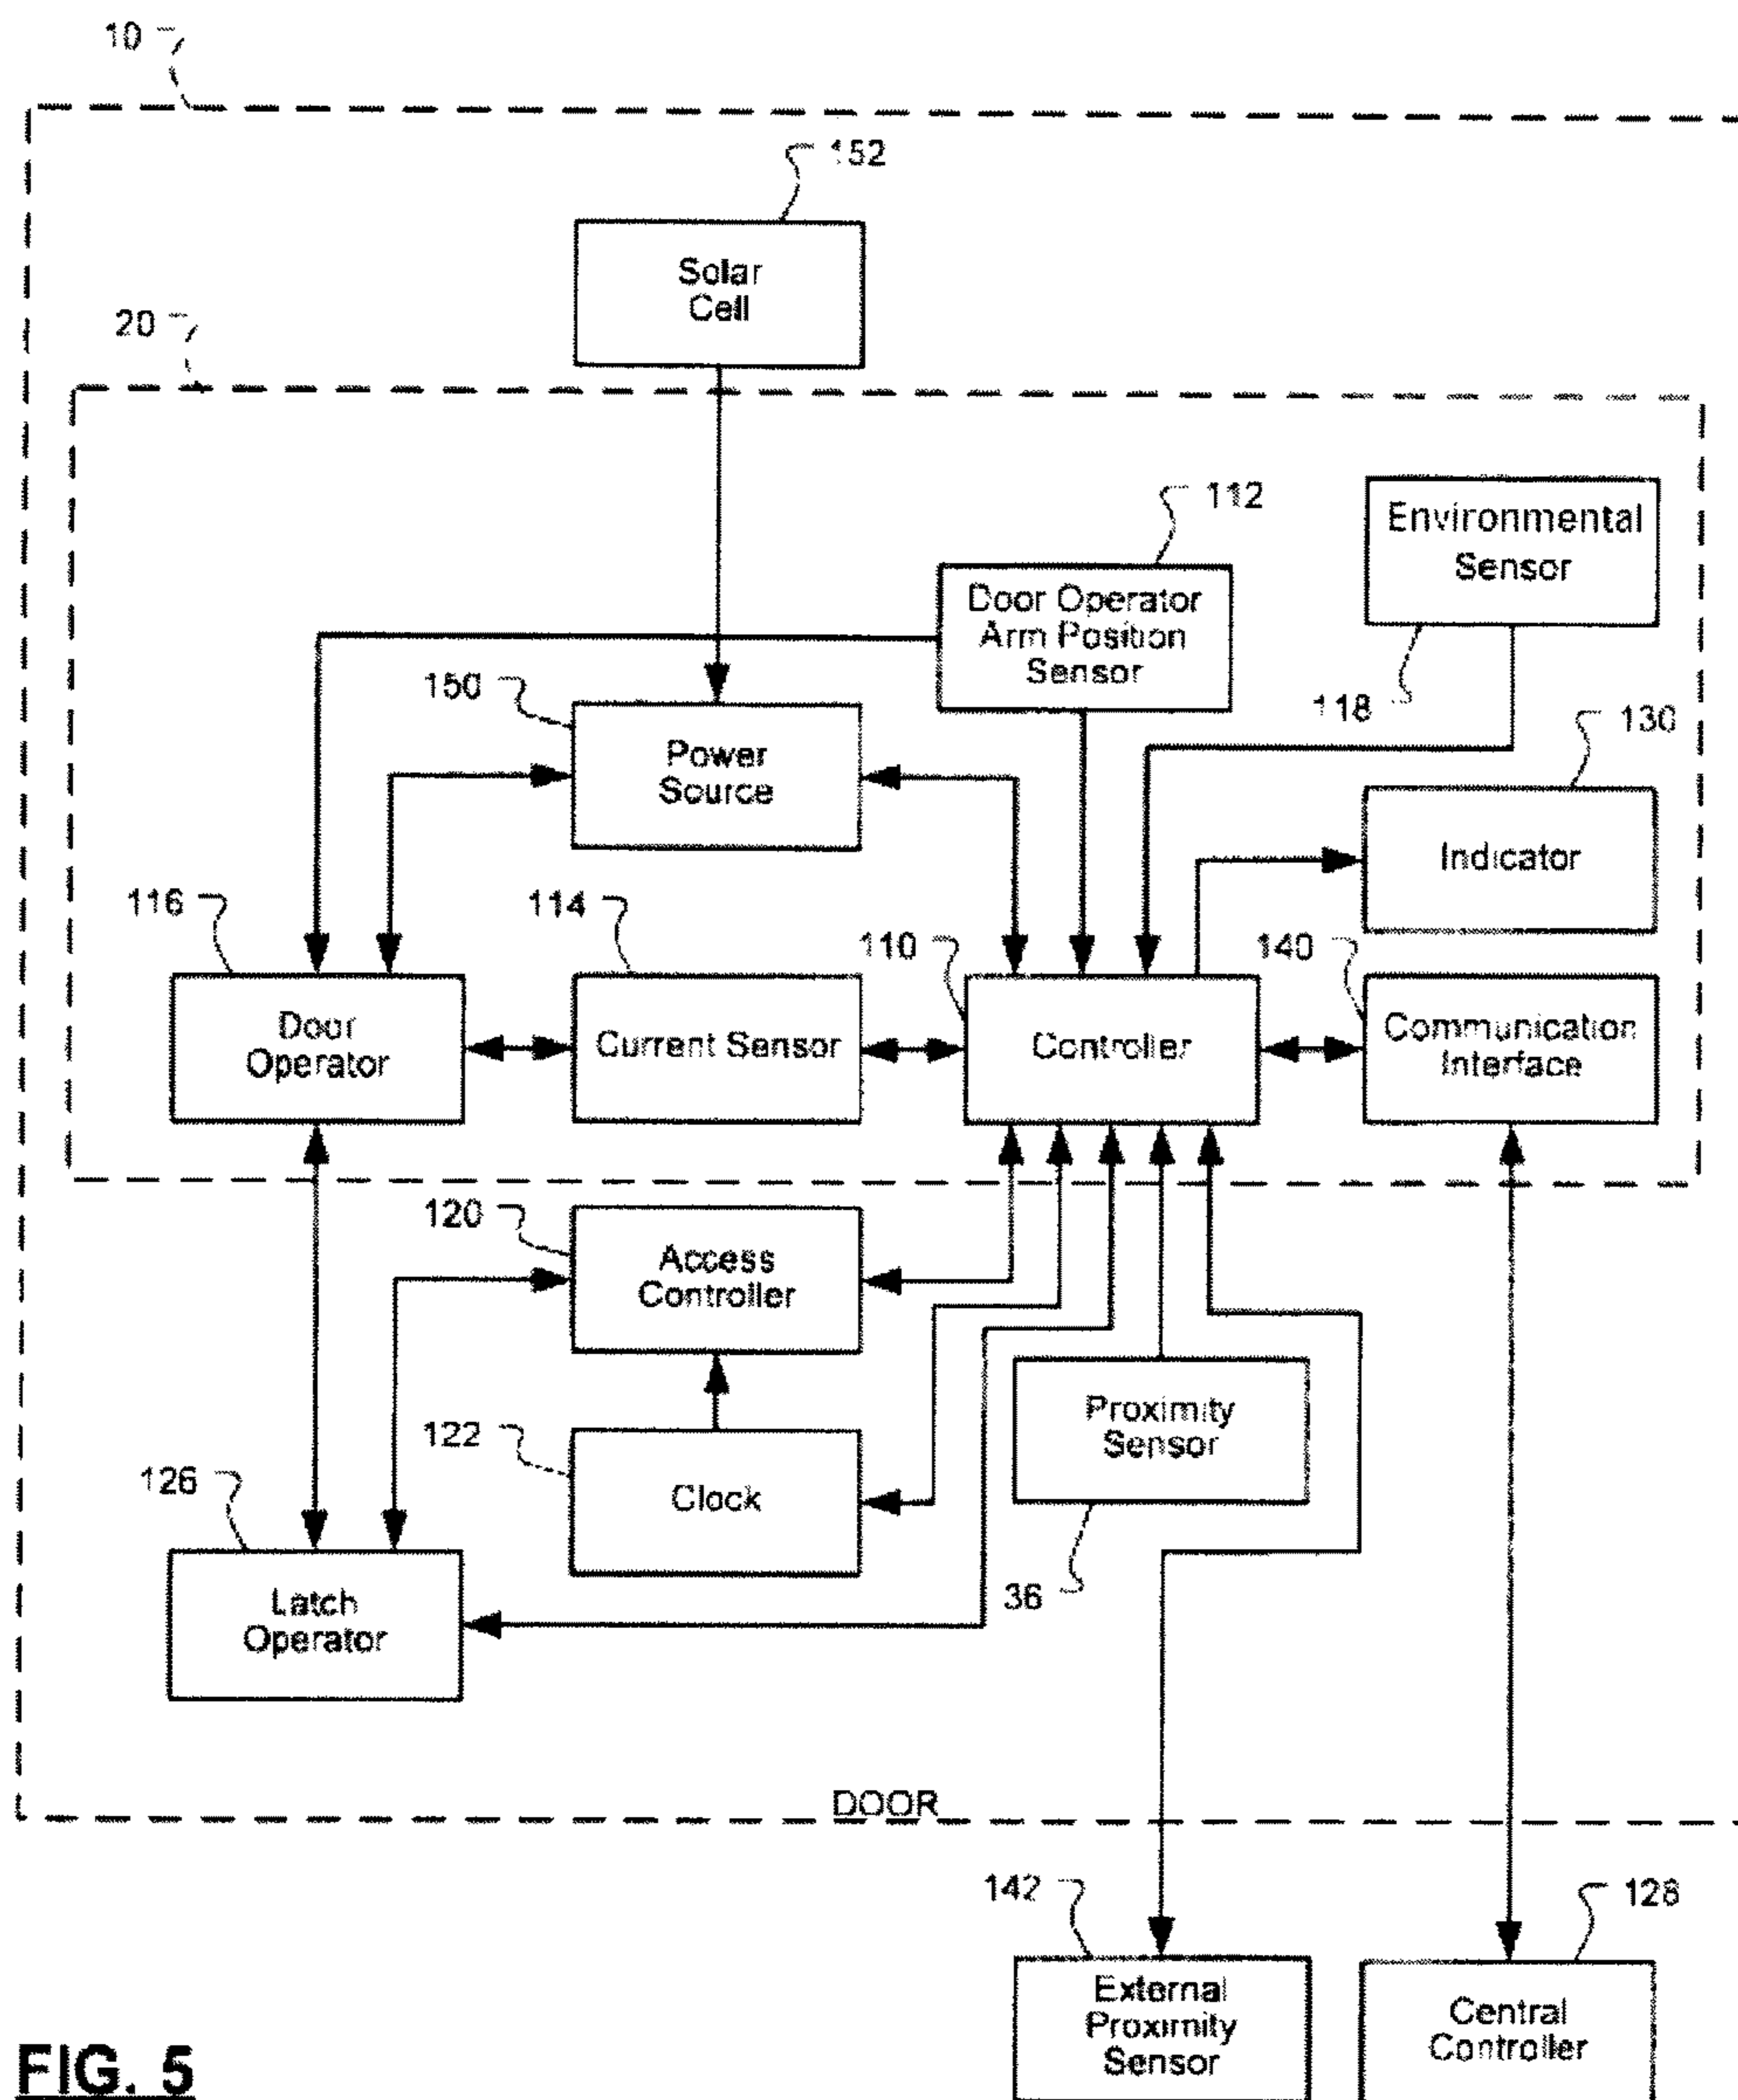 10
152
Solar
Cell
20
112
Environmental
Sensor
Door Operator
Arm Position
Sensor
150
118
130
Power
Source
Indicator
116
114
110
140
Door
Operator
Current Sensor
Controller
Communication
Interface
120
Access
Controller
122
Proximity
Sensor
126
Clock
36
Latch
Operator
DOOR
142
128
External
Proximity
Sensor
Central
Controller
FIG. 5